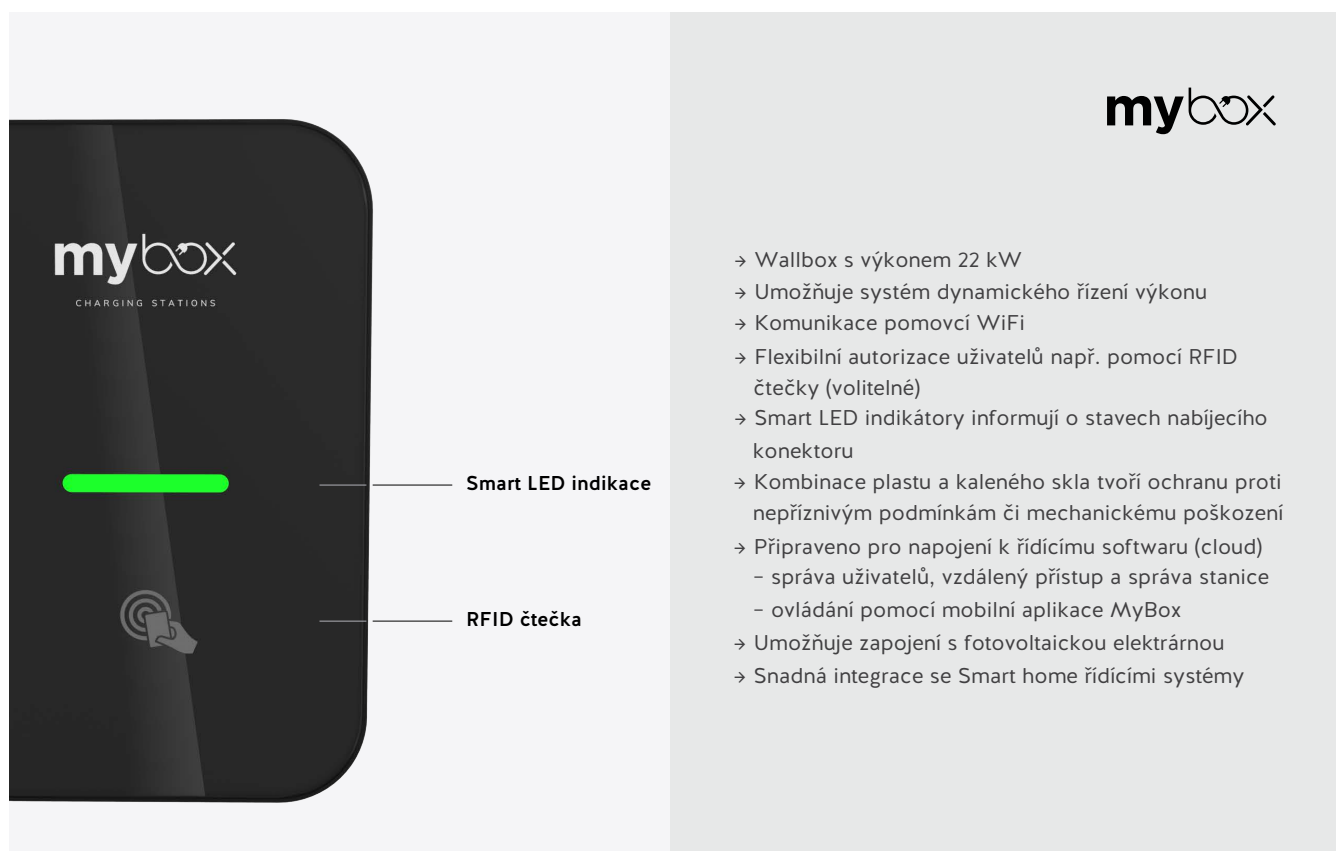 mybox
CHARGING STATIONS
Smart LED indikace
RFID čtečka
mybox
→ Wallbox s výkonem 22 kW
→ Umožňuje systém dynamického řízení výkonu
→ Komunikace pomovcí WiFi
→ Flexibilní autorizace uživatelů např. pomocí RFID
čtečky (volitelné)
→ Smart LED indikátory informují o stavech nabíjecího
konektoru
→ Kombinace plastu a kaleného skla tvoří ochranu proti
nepříznivým podmínkám či mechanickému poškození
→ Připraveno pro napojení k řídícímu softwaru (cloud)
– správa uživatelů, vzdálený přístup a správa stanice
– ovládání pomocí mobilní aplikace MyBox
→ Umožňuje zapojení s fotovoltaickou elektrárnou
→ Snadná integrace se Smart home řídícími systémy